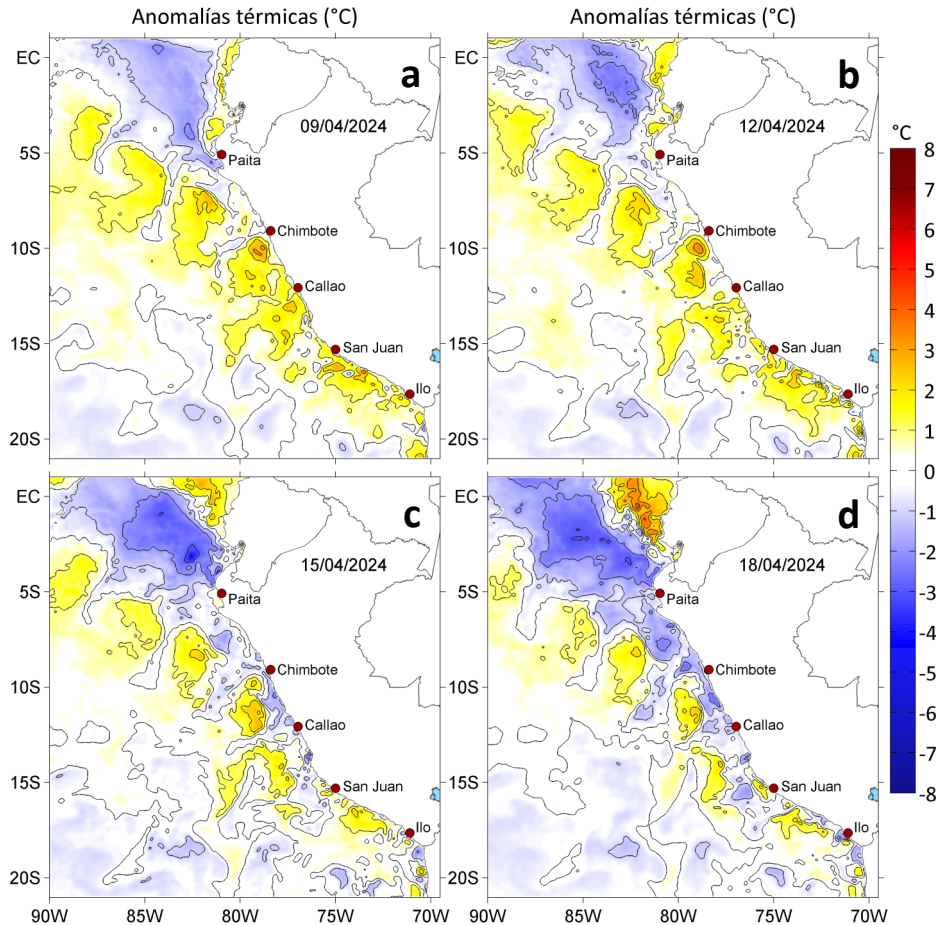 Anomalías térmicas (°C)
Anomalías térmicas (°C)
EC
5S
10S
15S
20S
a
09/04/2024
Paita
Chimbote
Callao
San Juan
Ilo
EC
5S
10S
15S
20S
b
12/04/2024
Paita
Chimbote
Callao
San Juan
Ilo
°C
8
7
6
5
4
3
2
1
0
-1
-2
-3
-4
-5
-6
-7
-8
EC
5S
10S
15S
20S
c
15/04/2024
Paita
Chimbote
Callao
San Juan
Ilo
90W
85W
80W
75W
70W
EC
5S
10S
15S
20S
d
18/04/2024
Paita
Chimbote
Callao
San Juan
Ilo
90W
85W
80W
75W
70W